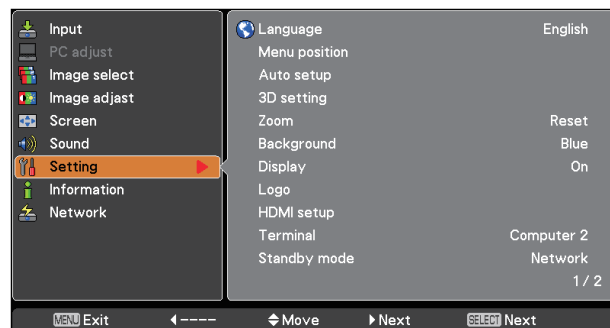 Input
PC adjust
Image select
Image adjast
Screen
Sound
Setting
Information
Network
Language English
Menu position
Auto setup
3D setting
Zoom Reset
Background Blue
Display On
Logo
HDMI setup
Terminal Computer 2
Standby mode Network
1 / 2
MENU Exit ---- Move Next SELECT Next